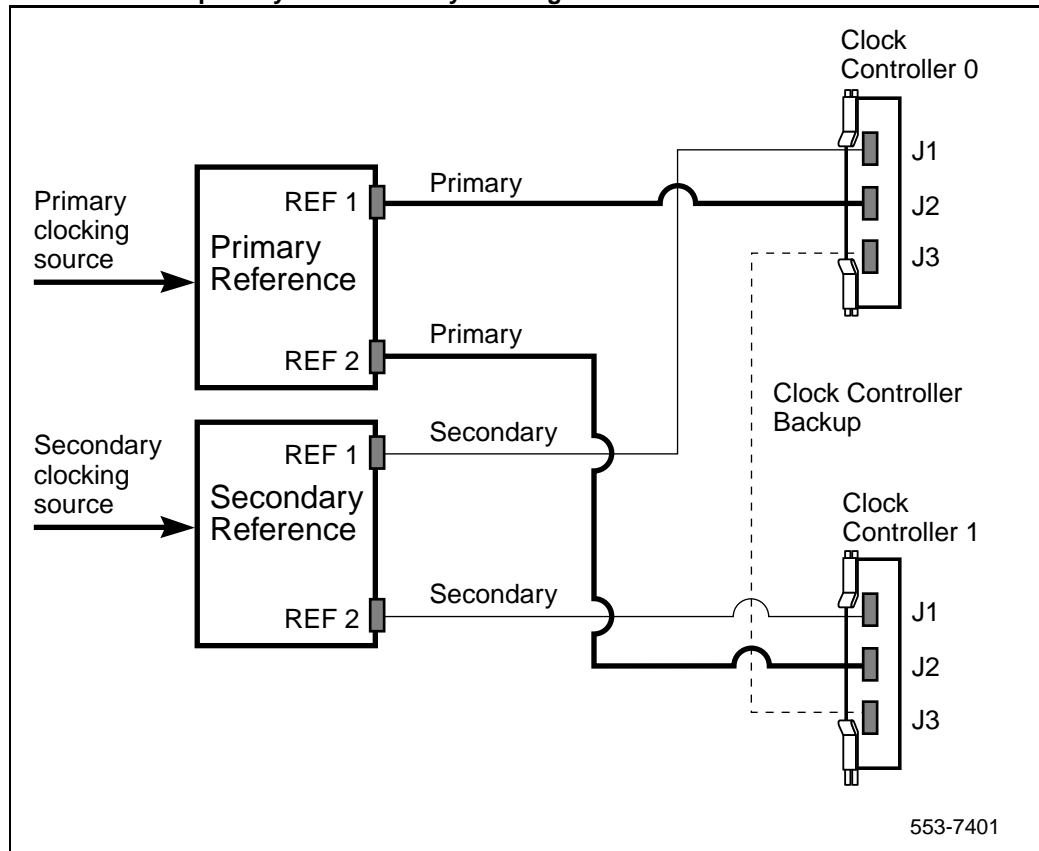 Clock
Controller 0
J1
J2
J3
Primary
clocking
source
REF 1
Primary
Primary
Reference
REF 2
Primary
Clock Controller
Backup
Secondary
clocking
source
REF 1
Secondary
Secondary
Reference
REF 2
Secondary
Clock
Controller 1
J1
J2
J3
553-7401